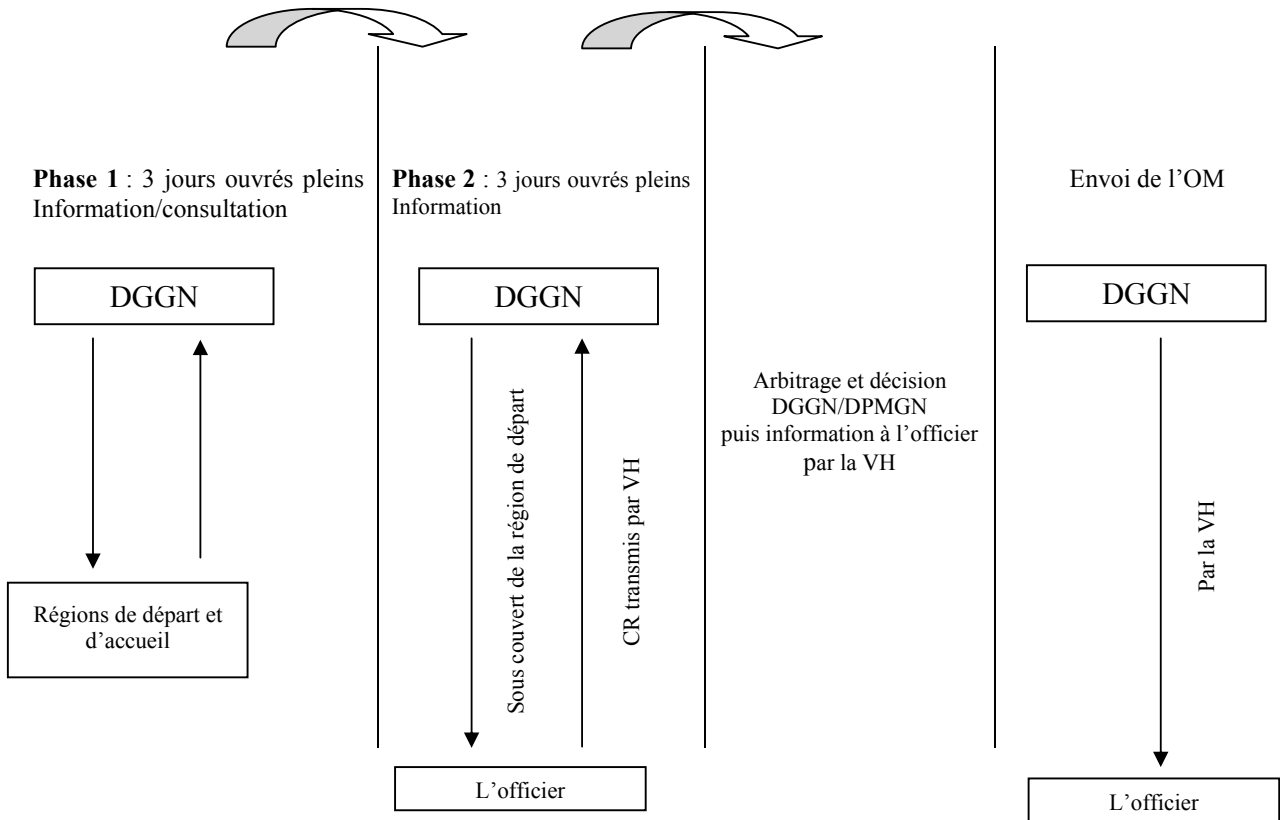 Phase 1 : 3 jours ouvrés pleins
Information/consultation
DGGN
Régions de départ et
d’accueil
Phase 2 : 3 jours ouvrés pleins
Information
DGGN
Sous couvert de la région de départ
CR transmis par VH
L’officier
Arbitrage et décision
DGGN/DPMGN
puis information à l’officier
par la VH
Envoi de l’OM
DGGN
Par la VH
L’officier